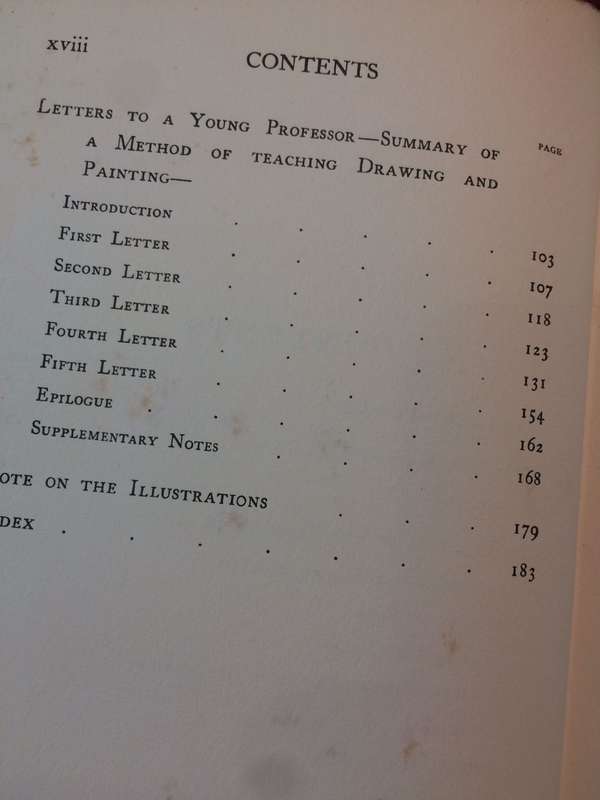 xviii
CONTENTS
PAGE
LETTERS TO A YOUNG PROFESSOR—SUMMARY OF
A METHOD OF TEACHING DRAWING AND
PAINTING—
INTRODUCTION . . . . . 103
FIRST LETTER . . . . . 107
SECOND LETTER . . . . . 118
THIRD LETTER . . . . . 123
FOURTH LETTER . . . . . 131
FIFTH LETTER . . . . . 154
EPILOGUE . . . . . . 162
SUPPLEMENTARY NOTES . . . . 168
OTE ON THE ILLUSTRATIONS . . . 179
DEX . . . . . . . 183